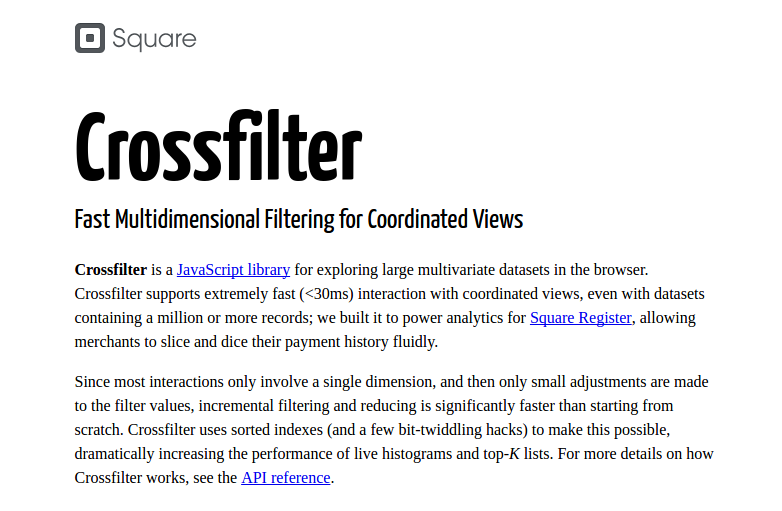 Square
Crossfilter
Fast Multidimensional Filtering for Coordinated Views
Crossfilter is a JavaScript library for exploring large multivariate datasets in the browser.
Crossfilter supports extremely fast (<30ms) interaction with coordinated views, even with datasets
containing a million or more records; we built it to power analytics for Square Register, allowing
merchants to slice and dice their payment history fluidly.
Since most interactions only involve a single dimension, and then only small adjustments are made
to the filter values, incremental filtering and reducing is significantly faster than starting from
scratch. Crossfilter uses sorted indexes (and a few bit-twiddling hacks) to make this possible,
dramatically increasing the performance of live histograms and top-K lists. For more details on how
Crossfilter works, see the API reference.